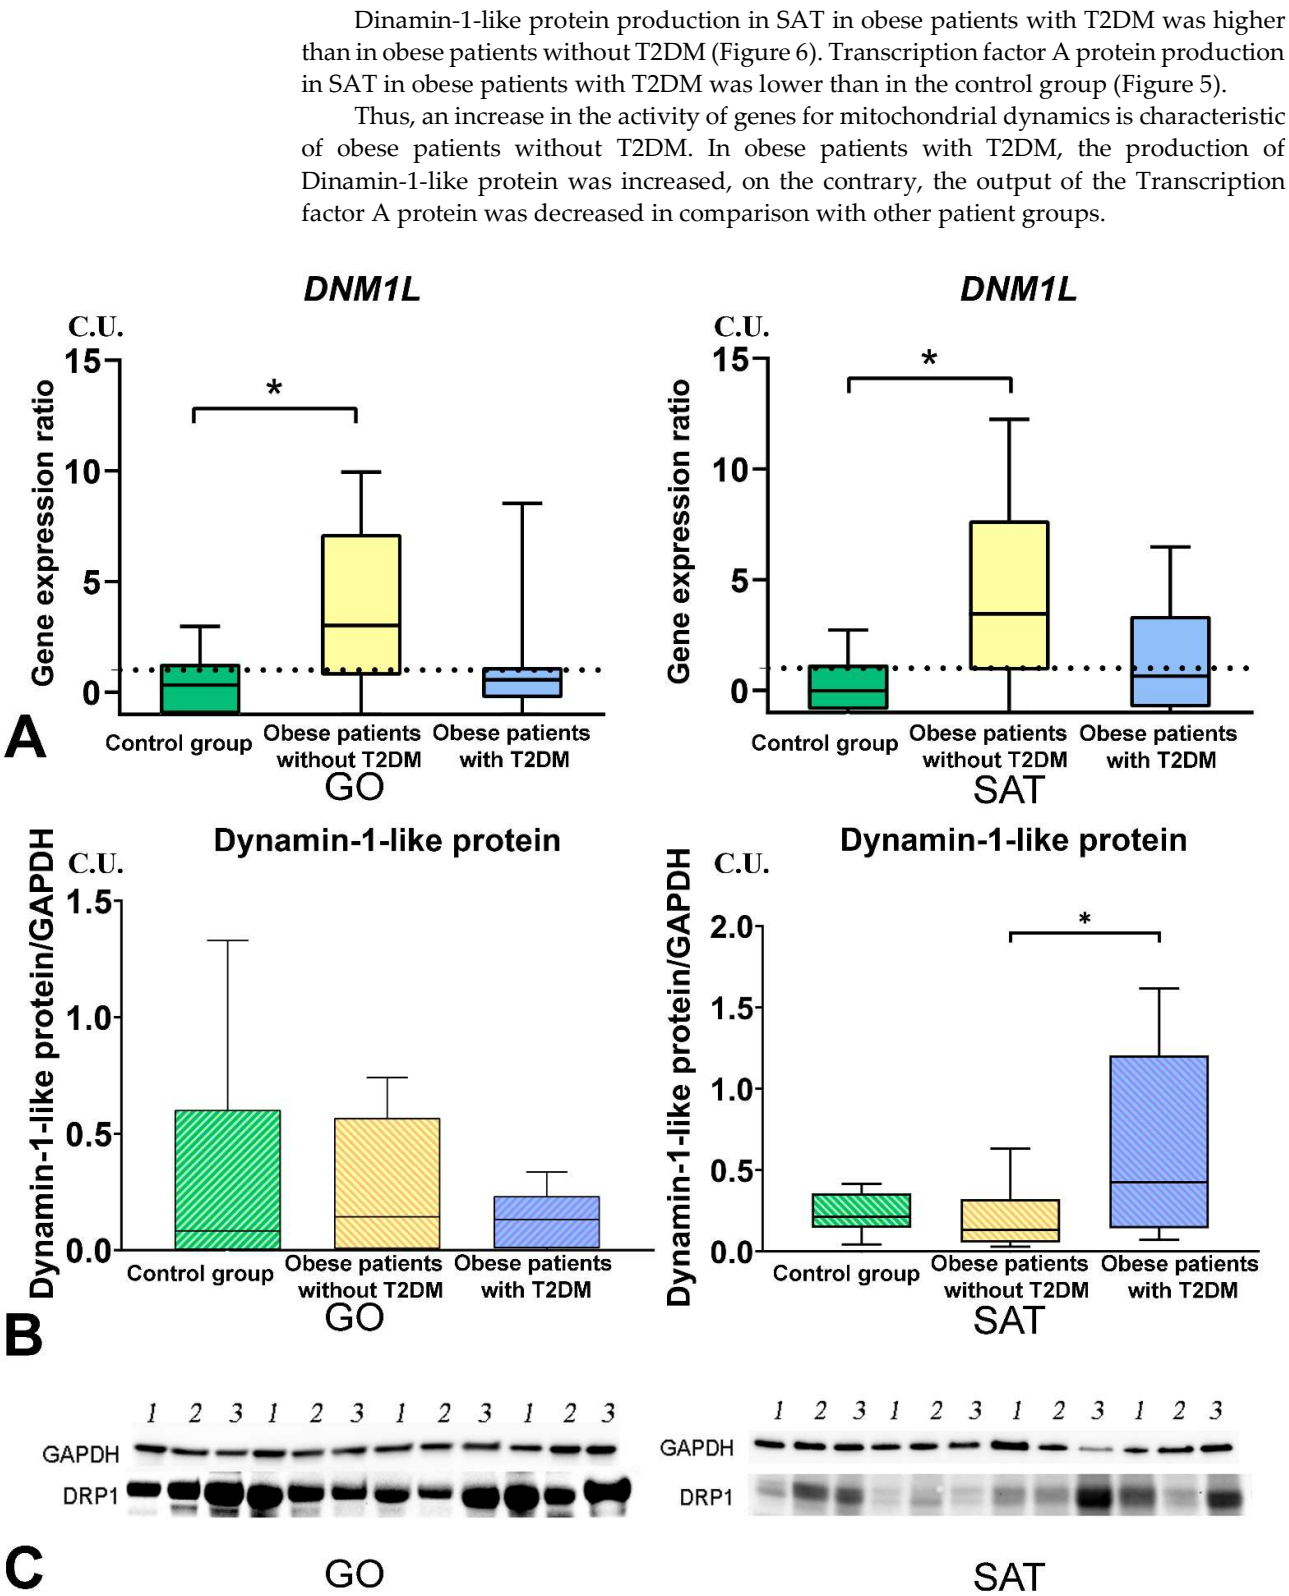 Dinamin-1-like protein production in SAT in obese patients with T2DM was higher
than in obese patients without T2DM (Figure 6). Transcription factor A protein production
in SAT in obese patients with T2DM was lower than in the control group (Figure 5).
Thus, an increase in the activity of genes for mitochondrial dynamics is characteristic
of obese patients without T2DM. In obese patients with T2DM, the production of
Dinamin-1-like protein was increased, on the contrary, the output of the Transcription
factor A protein was decreased in comparison with other patient groups.
DNM1L
C.U.
Gene expression ratio
15
10
5
0
*
Control group
Obese patients
without T2DM
Obese patients
with T2DM
GO
DNM1L
C.U.
Gene expression ratio
15
10
5
0
*
Control group
Obese patients
without T2DM
Obese patients
with T2DM
SAT
A
Dynamin-1-like protein
C.U.
Dynamin-1-like protein/GAPDH
1.5
1.0
0.5
0.0
Control group
Obese patients
without T2DM
Obese patients
with T2DM
GO
Dynamin-1-like protein
C.U.
Dynamin-1-like protein/GAPDH
2.0
1.5
1.0
0.5
0.0
*
Control group
Obese patients
without T2DM
Obese patients
with T2DM
SAT
B
1 2 3 1 2 3 1 2 3 1 2 3
GAPDH
DRP1
GO
1 2 3 1 2 3 1 2 3 1 2 3
GAPDH
DRP1
SAT
C